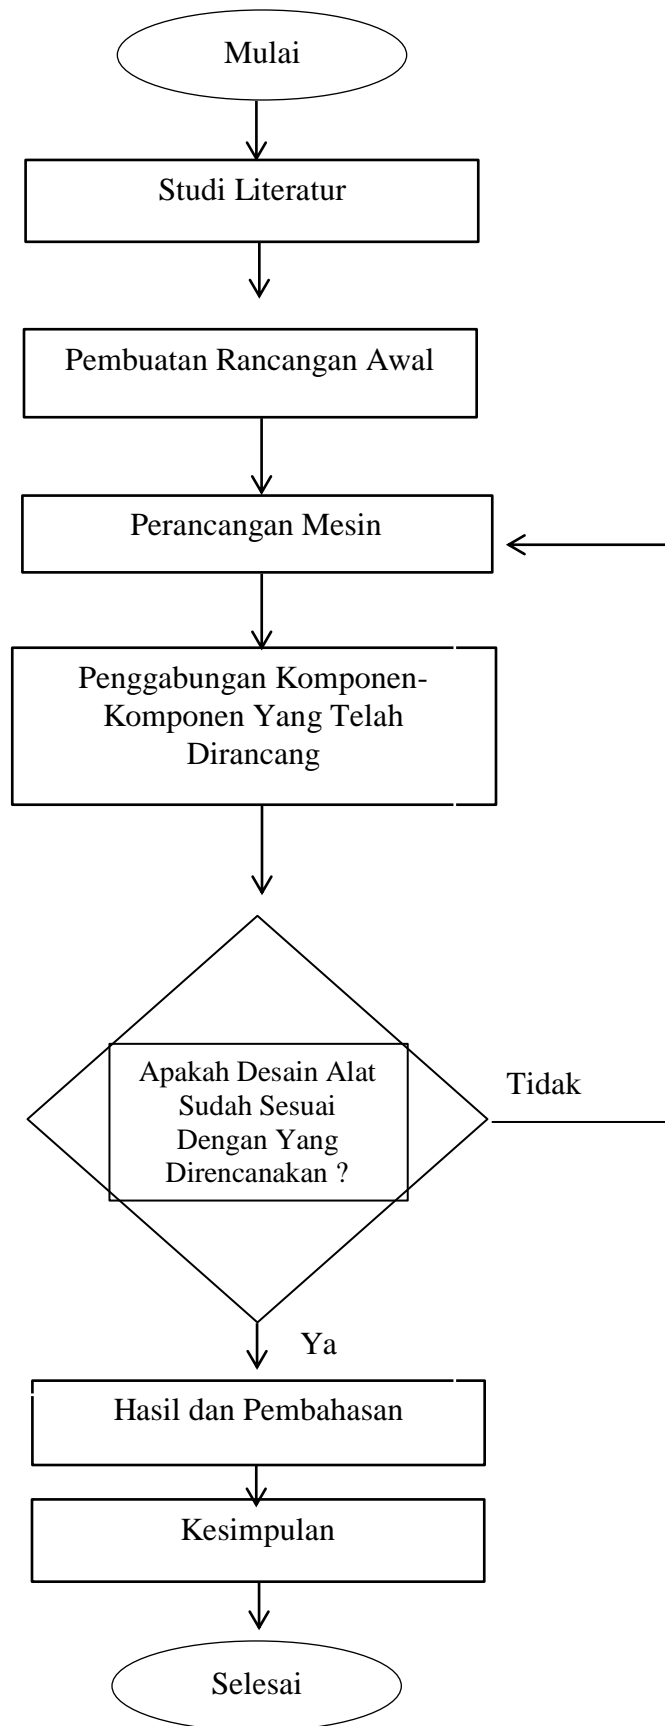 Mulai
Studi Literatur
Pembuatan Rancangan Awal
Perancangan Mesin
Penggabungan Komponen-
Komponen Yang Telah
Dirancang
Apakah Desain Alat
Sudah Sesuai
Dengan Yang
Direncanakan ?
Tidak
Ya
Hasil dan Pembahasan
Kesimpulan
Selesai